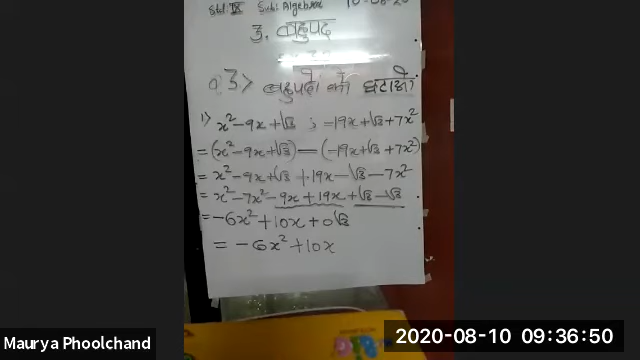 Std: IX Sub: Algebra 10-08-20
3. बहुपद
Q 3> बहुपदो को घटाओ
1) x² - 9x + √3 ; -19x + √3 + 7x²
= (x² - 9x + √3) — (-19x + √3 + 7x²)
= x² - 9x + √3 + 19x - √3 - 7x²
= x² - 7x² - 9x + 19x + √3 - √3
= -6x² + 10x + 0√3
= -6x² + 10x
Maurya Phoolchand
2020-08-10 09:36:50